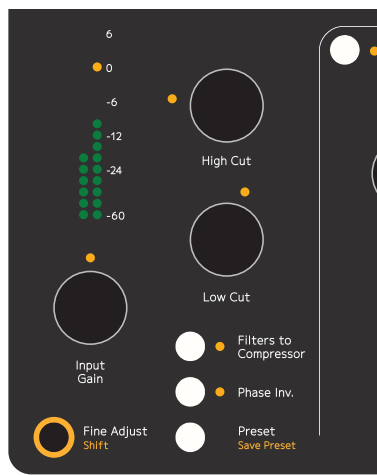 6
0
-6
-12
-24
-60
High Cut
Low Cut
Input
Gain
Filters to
Compressor
Phase Inv.
Fine Adjust
Shift
Preset
Save Preset